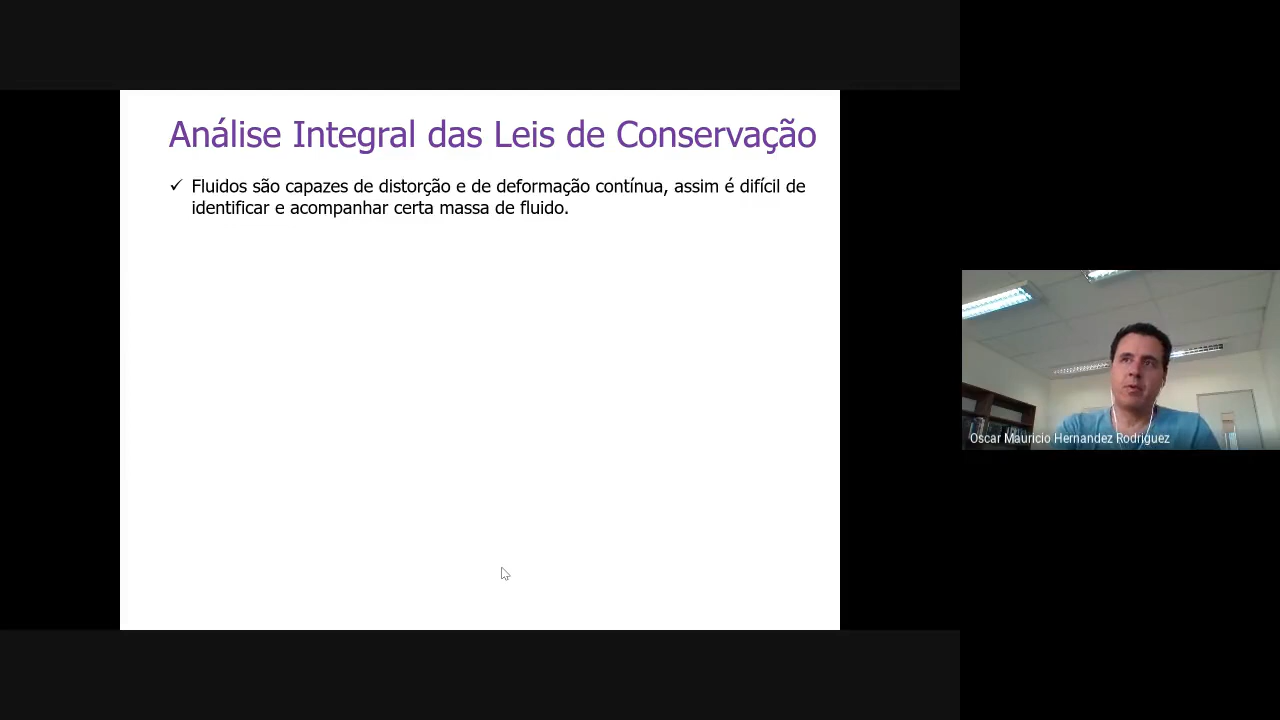 Análise Integral das Leis de Conservação
✓ Fluidos são capazes de distorção e de deformação contínua, assim é difícil de
identificar e acompanhar certa massa de fluido.
Oscar Mauricio Hernandez Rodriguez